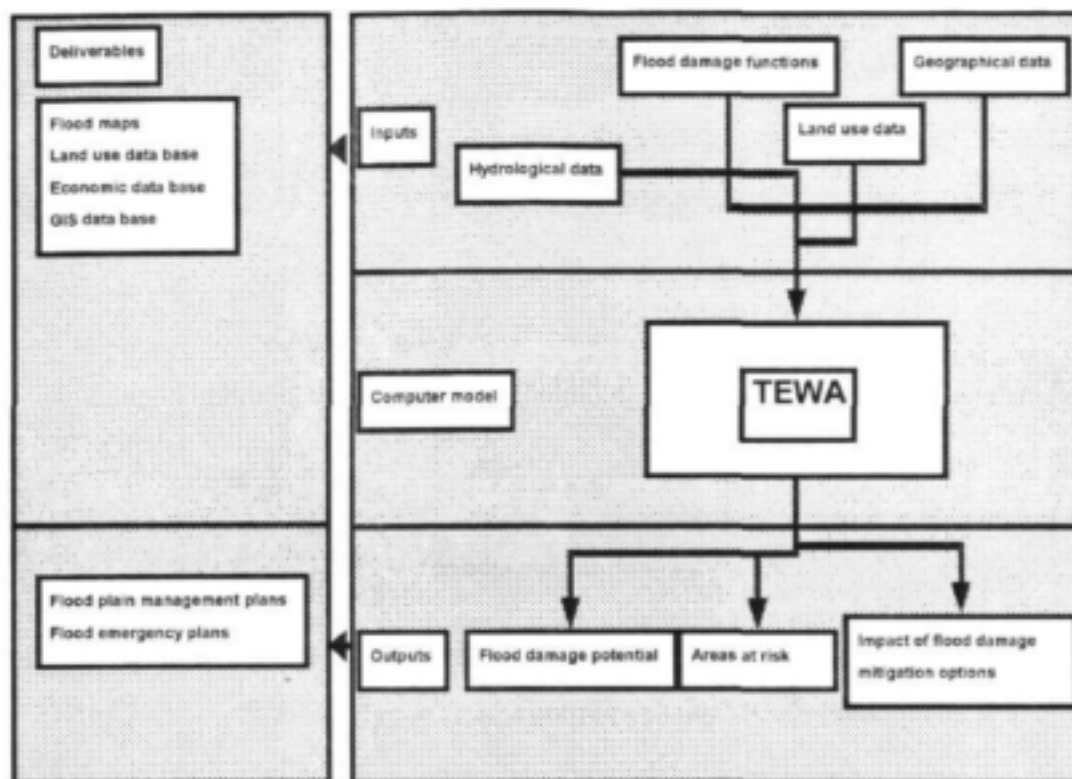 Deliverables
Flood maps
Land use data base
Economic data base
GIS data base
Flood plain management plans
Flood emergency plans
Flood damage functions
Geographical data
Inputs
Land use data
Hydrological data
Computer model
TEWA
Outputs
Flood damage potential
Areas at risk
Impact of flood damage
mitigation options